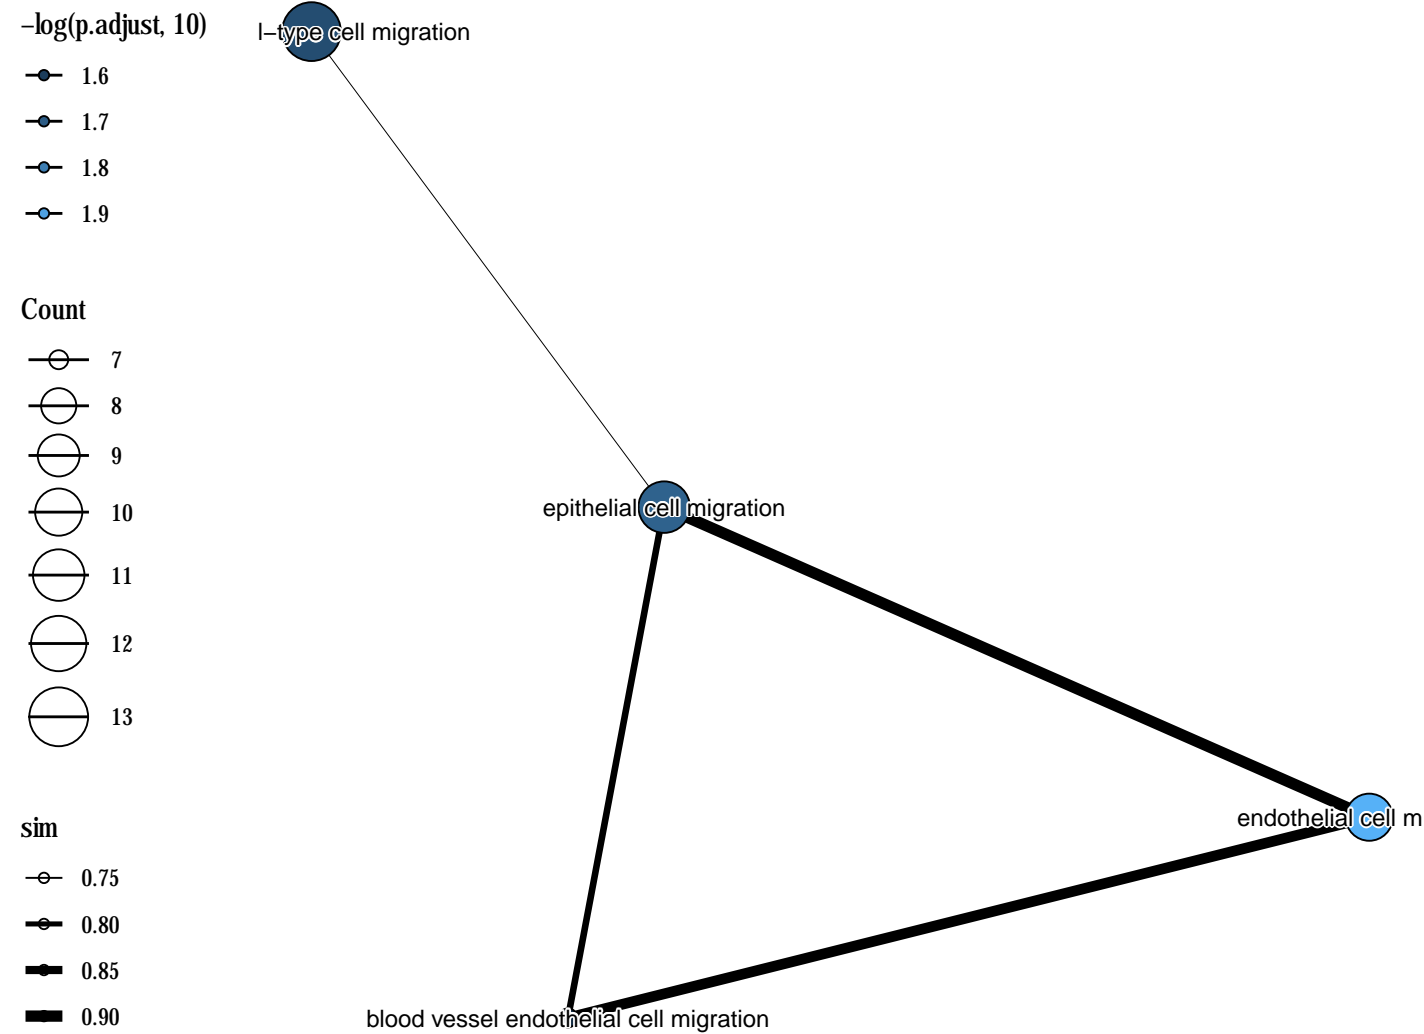 −log(p.adjust, 10)
1.6
1.7
1.8
1.9
Count
7
8
9
10
11
12
13
sim
0.75
0.80
0.85
0.90
l−type cell migration
epithelial cell migration
endothelial cell m
blood vessel endothelial cell migration